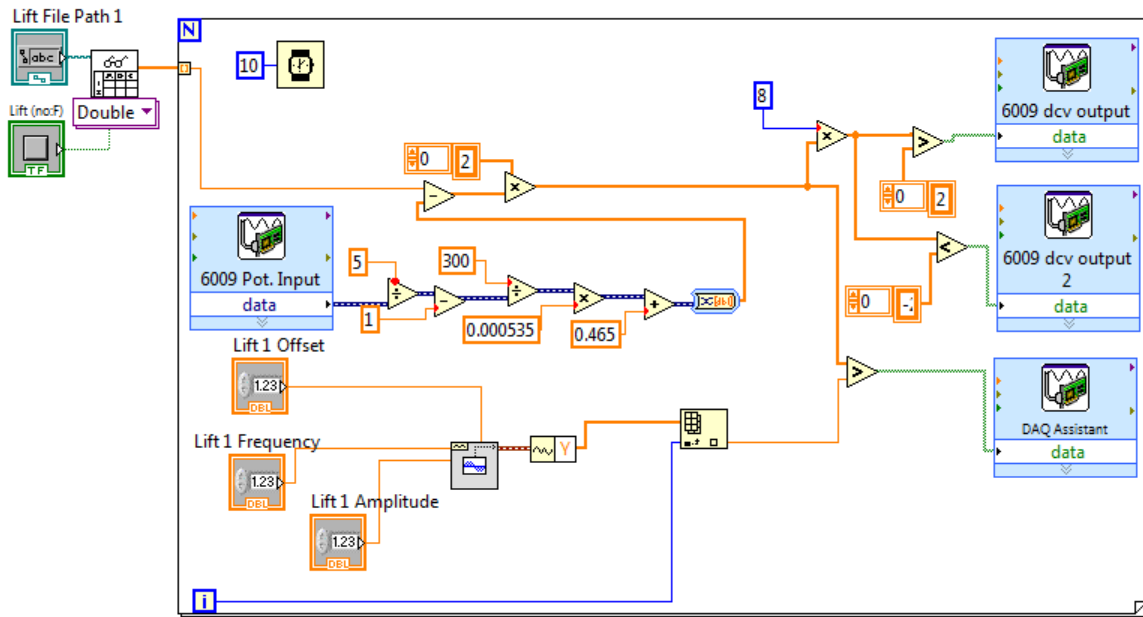 Lift File Path 1
abc
Lift (no:F)
TF
Double
N
10
8
6009 dcv output
data
0
2
0
2
6009 dcv output
2
data
0
6009 Pot. Input
data
5
1
300
0.000535
0.465
Lift 1 Offset
1.23
DBL
Lift 1 Frequency
1.23
DBL
Lift 1 Amplitude
1.23
DBL
Y
DAQ Assistant
data
i